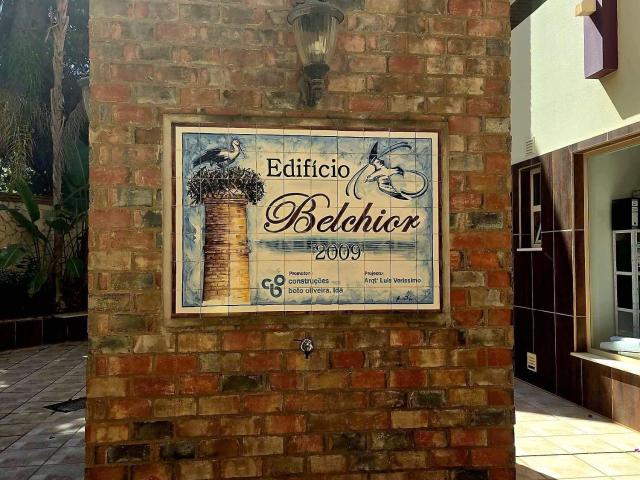 Edifício
Belchior
2009
Promotor:
construções
boto oliveira, lda
Projecto:
Arqtº Luis Verissimo